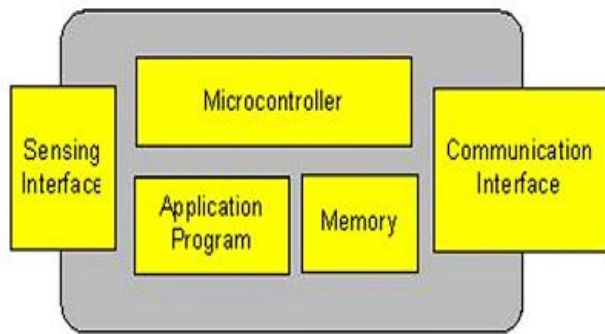 Microcontroller
Sensing
Interface
Communication
Interface
Application
Program
Memory